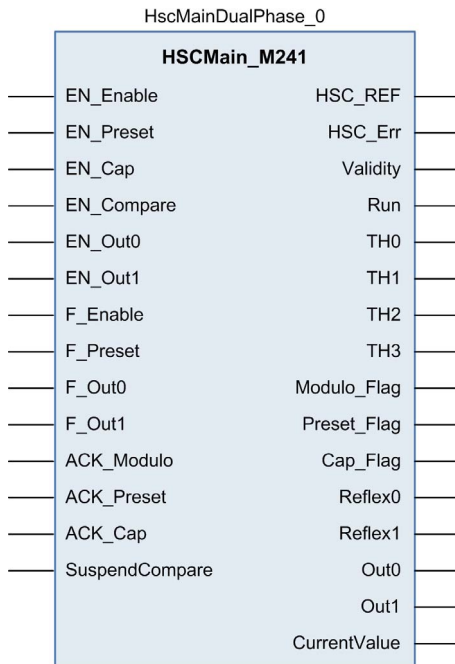 HscMainDualPhase_0
HSCMain_M241
EN_Enable HSC_REF
EN_Preset HSC_Err
EN_Cap Validity
EN_Compare Run
EN_Out0 TH0
EN_Out1 TH1
F_Enable TH2
F_Preset TH3
F_Out0 Modulo_Flag
F_Out1 Preset_Flag
ACK_Modulo Cap_Flag
ACK_Preset Reflex0
ACK_Cap Reflex1
SuspendCompare Out0
Out1
CurrentValue